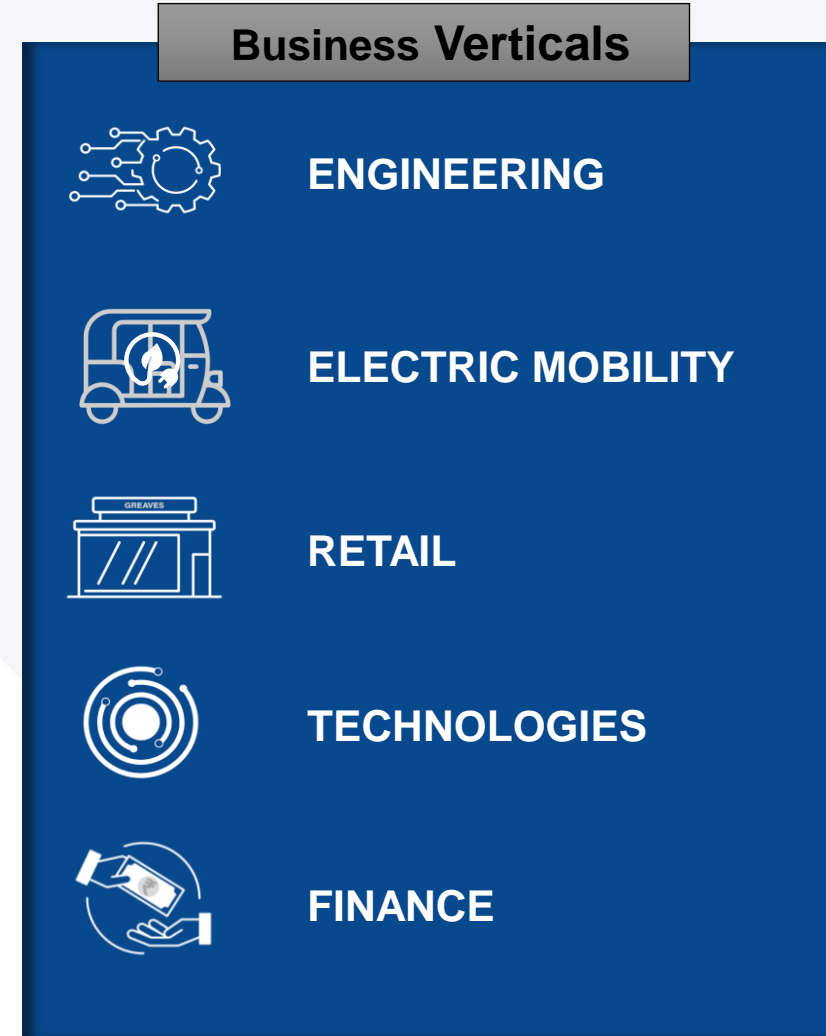 Business Verticals
ENGINEERING
ELECTRIC MOBILITY
GREAVES
RETAIL
TECHNOLOGIES
₹
FINANCE